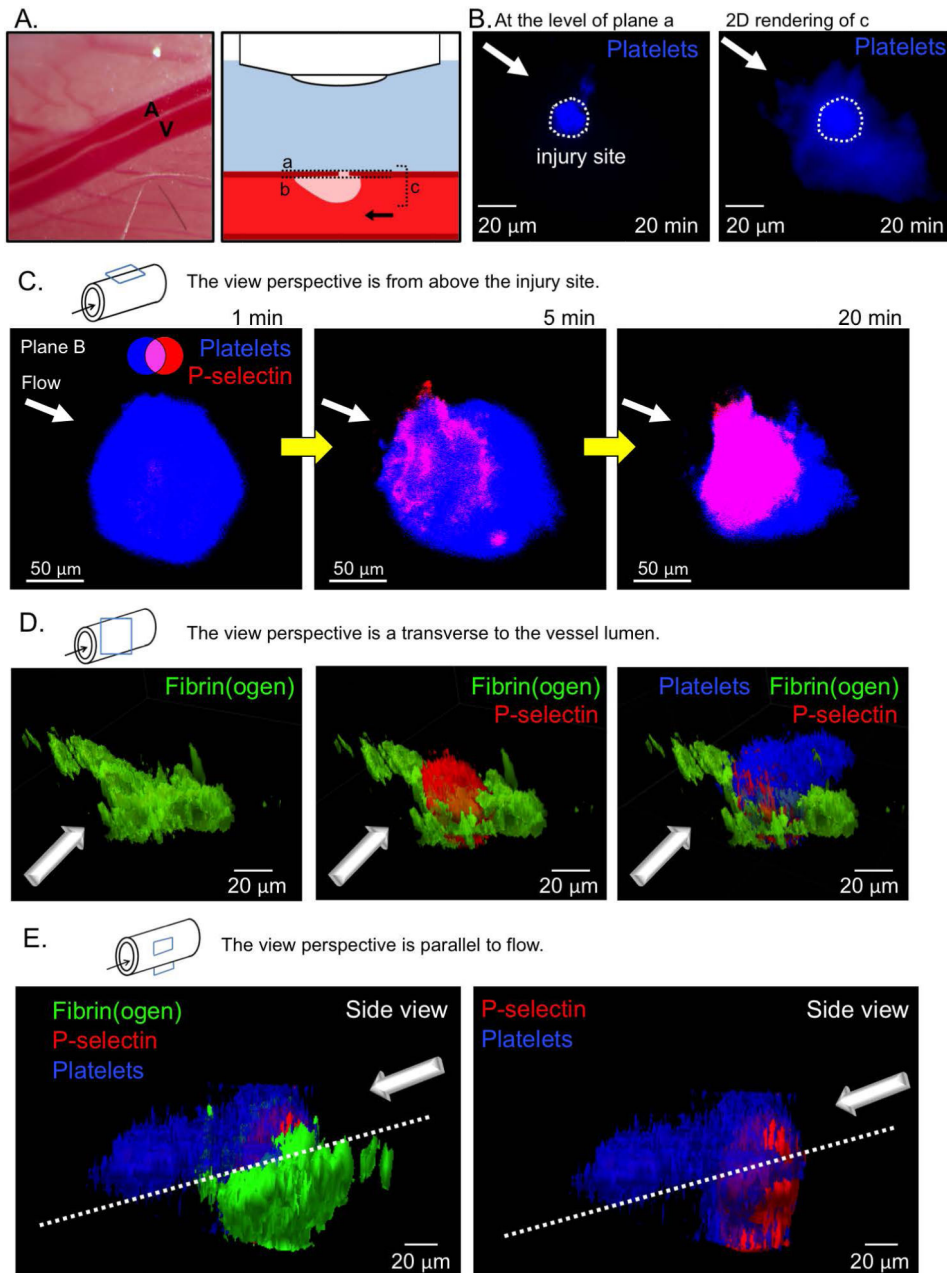 A.
A
V
a
b
c
B. At the level of plane a
Platelets
injury site
20 µm
20 min
2D rendering of c
Platelets
20 µm
20 min
C.
The view perspective is from above the injury site.
1 min
5 min
20 min
Plane B
Platelets
P-selectin
Flow
50 µm
50 µm
50 µm
D.
The view perspective is a transverse to the vessel lumen.
Fibrin(ogen)
20 µm
Fibrin(ogen)
P-selectin
20 µm
Platelets Fibrin(ogen)
P-selectin
20 µm
E.
The view perspective is parallel to flow.
Fibrin(ogen)
P-selectin
Platelets
Side view
20 µm
P-selectin
Platelets
Side view
20 µm